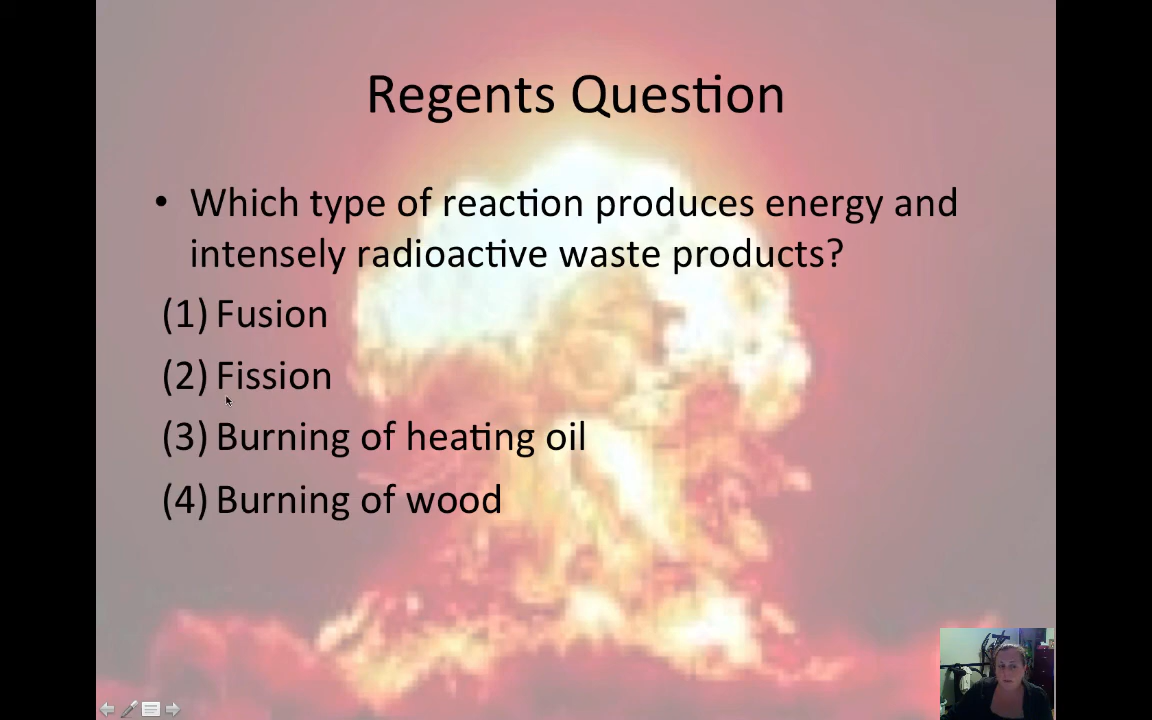 Regents Question
• Which type of reaction produces energy and
intensely radioactive waste products?
(1) Fusion
(2) Fission
(3) Burning of heating oil
(4) Burning of wood